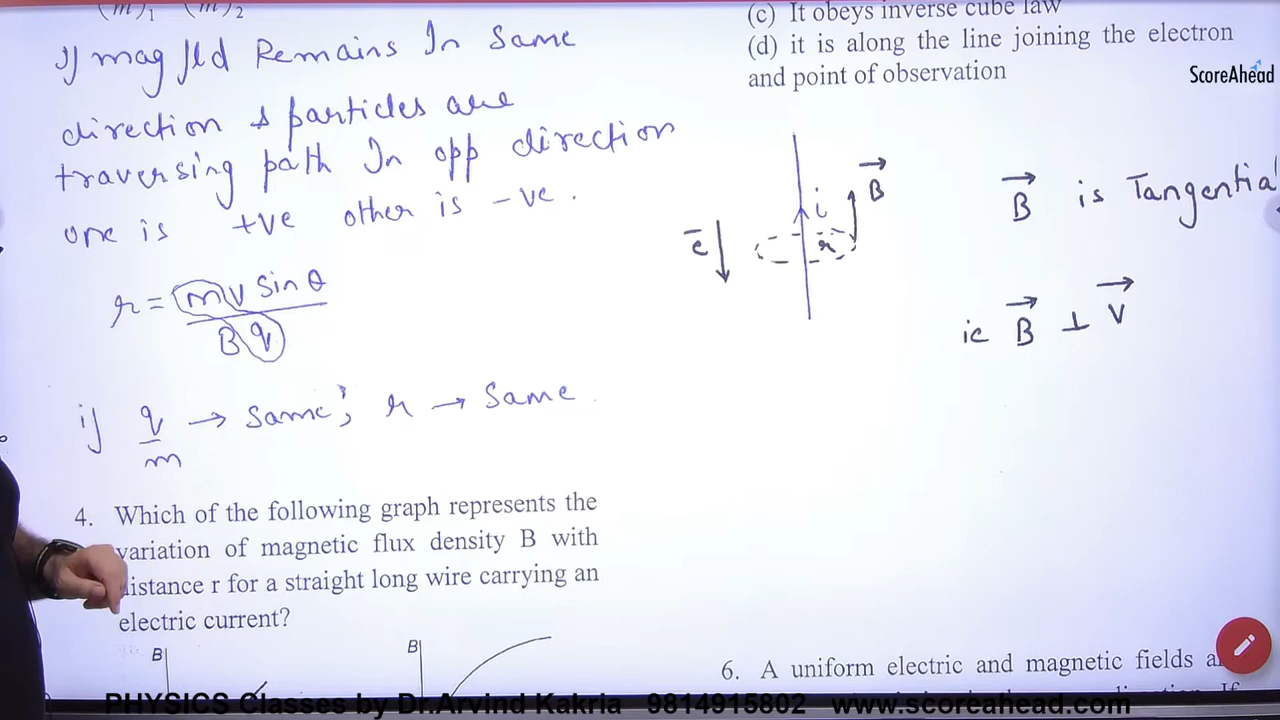 (m)1 (m)2
If mag fld Remains In Same
direction & particles are
traversing path In opp direction
one is +ve other is -ve.
r = mv Sin θ
B q
if q → same; r → Same
m
4. Which of the following graph represents the
variation of magnetic flux density B with
distance r for a straight long wire carrying an
electric current?
B
B
(c) It obeys inverse cube law
(d) it is along the line joining the electron
and point of observation
ScoreAhead
i
B
e
r
B is Tangential
ie B ⊥ V
6. A uniform electric and magnetic fields
PHYSICS Classes by Dr.Arvind Kakria 9814915802 www.scoreahead.com